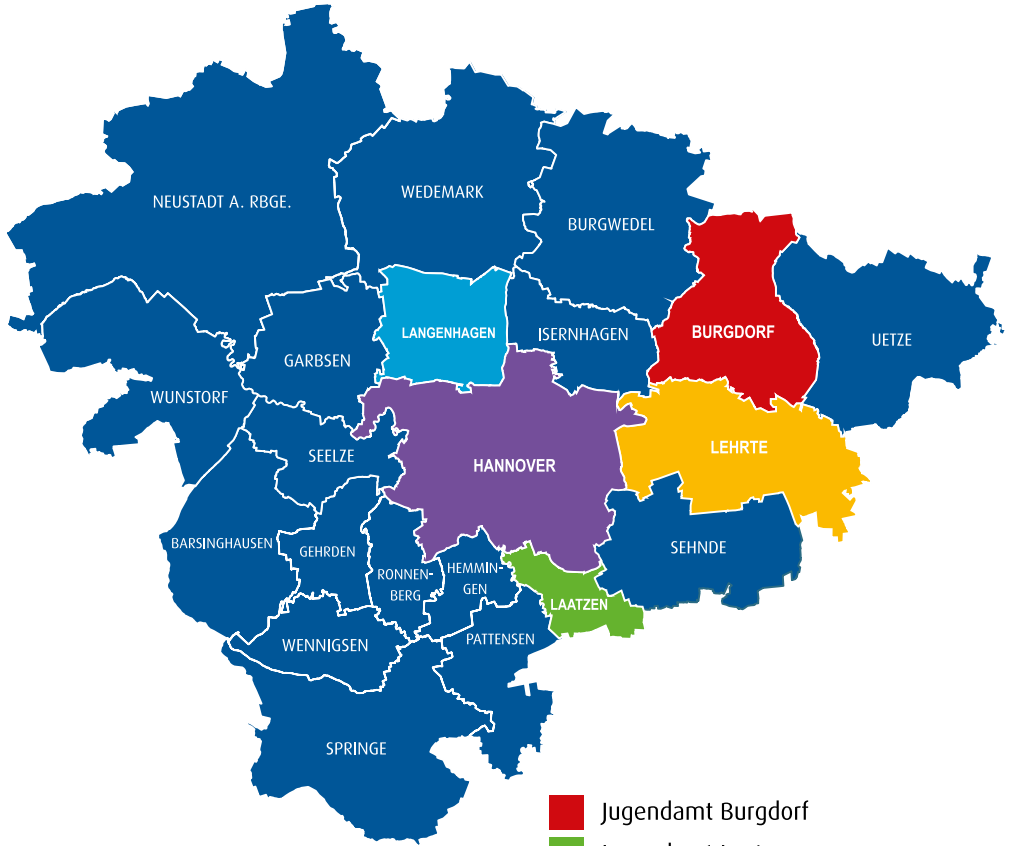 NEUSTADT A. RBGE.
WEDEMARK
BURGWEDEL
LANGENHAGEN
ISERNHAGEN
BURGDORF
UETZE
GARBSEN
WUNSTORF
SEELZE
HANNOVER
LEHRTE
BARSINGHAUSEN
GEHRDEN
RONNEN-
BERG
HEMMIN-
GEN
SEHNDE
LAATZEN
WENNIGSEN
PATTENSEN
SPRINGE
Jugendamt Burgdorf